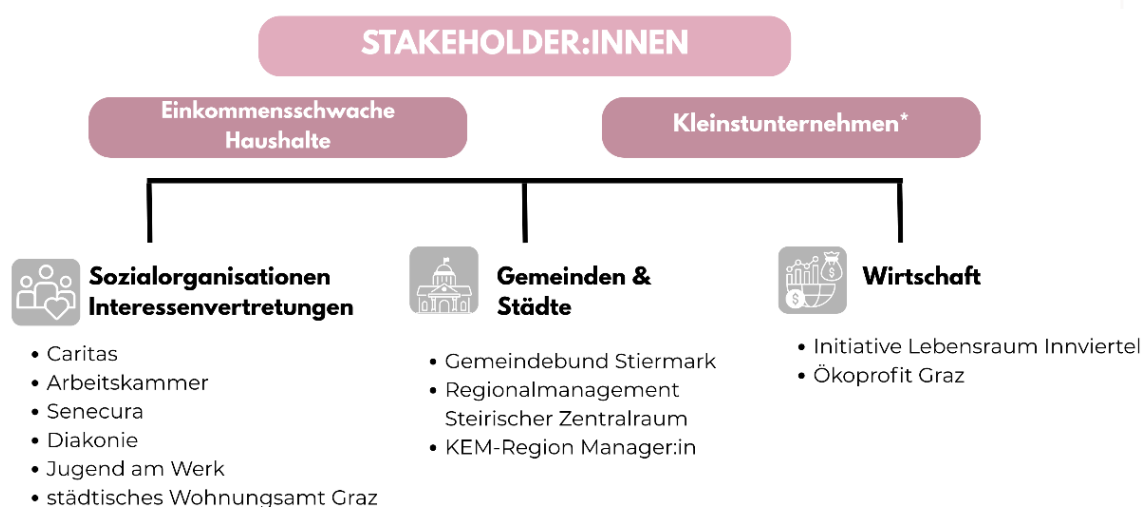 STAKEHOLDER:INNEN
Einkommensschwache
Haushalte
Kleinstunternehmen*
Sozialorganisationen
Interessenvertretungen
• Caritas
• Arbeitskammer
• Senecura
• Diakonie
• Jugend am Werk
• städtisches Wohnungsamt Graz
Gemeinden &
Städte
• Gemeindebund Stiermark
• Regionalmanagement
Steirischer Zentralraum
• KEM-Region Manager:in
Wirtschaft
• Initiative Lebensraum Innviertel
• Ökoprofit Graz